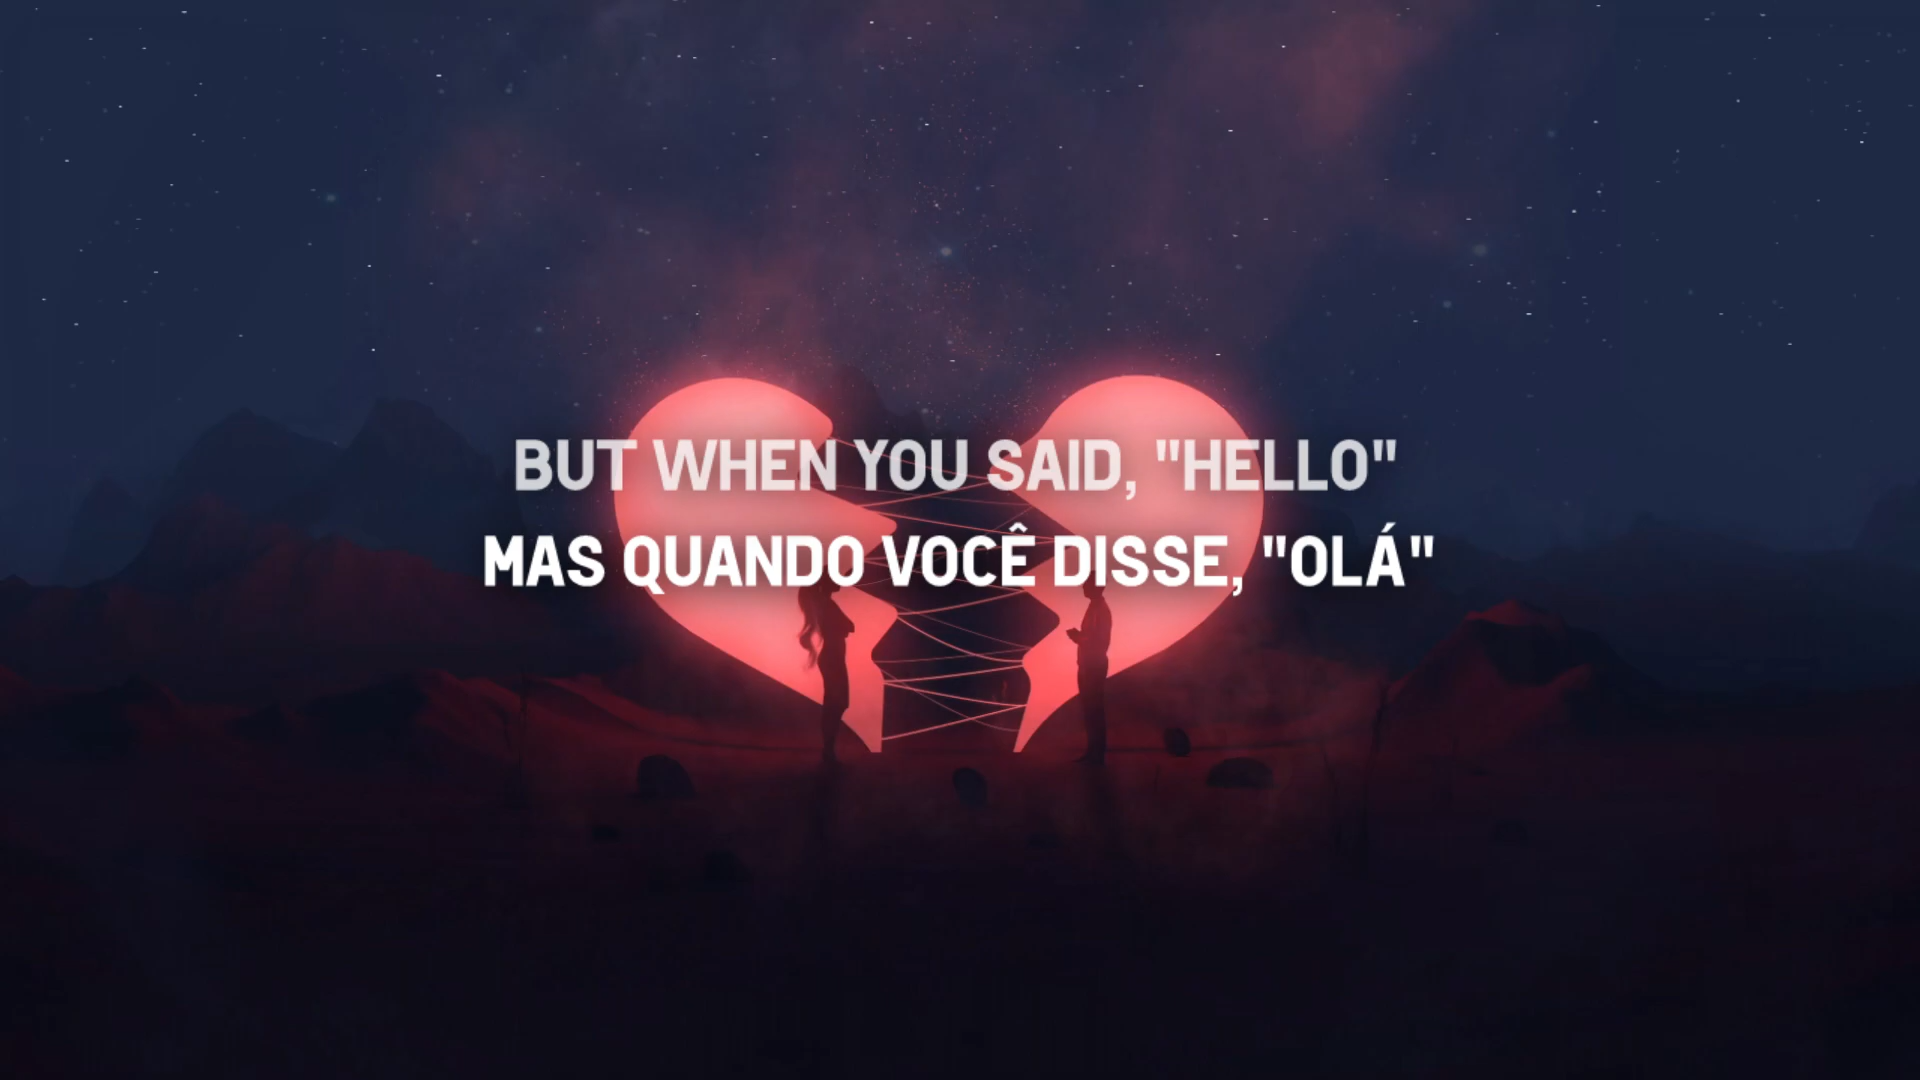 BUT WHEN YOU SAID, "HELLO"
MAS QUANDO VOCÊ DISSE, "OLÁ"